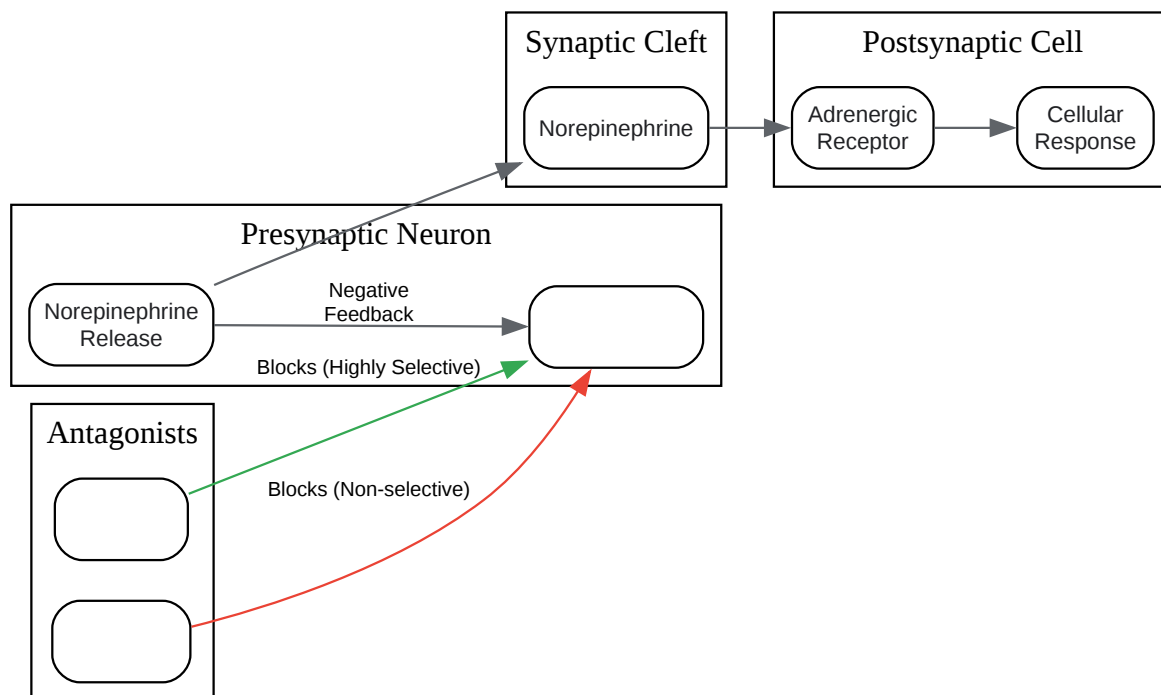 Synaptic Cleft
Postsynaptic Cell
Norepinephrine
Adrenergic
Receptor
Cellular
Response
Presynaptic Neuron
Norepinephrine
Release
Negative
Feedback
Blocks (Highly Selective)
Antagonists
Blocks (Non-selective)